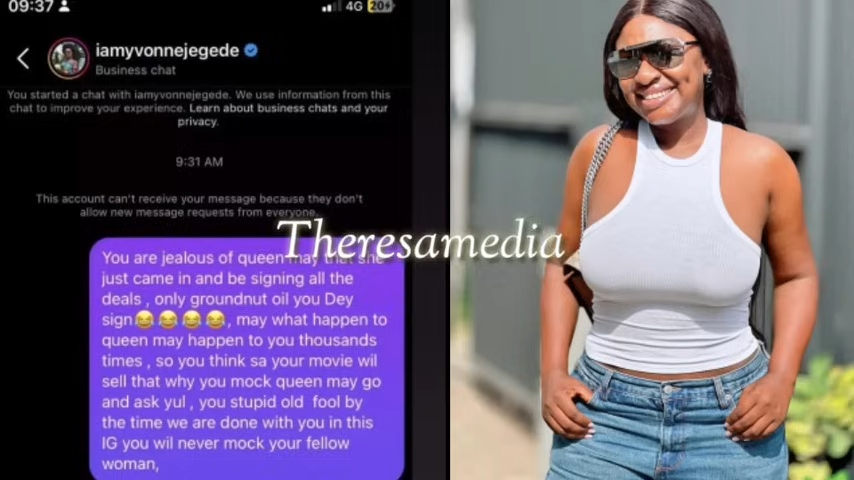 09:37
4G 20
iamyvonnejegede
Business chat
You started a chat with iamyvonnejegede. We use information from this
chat to improve your experience. Learn about business chats and your
privacy.
9:31 AM
This account can't receive your message because they don't
allow new message requests from everyone.
Theresamedia
You are jealous of queen may that she
just came in and be signing all the
deals , only groundnut oil you Dey
sign😂😂😂😂, may what happen to
queen may happen to you thousands
times , so you think sa your movie wil
sell that why you mock queen may go
and ask yul , you stupid old fool by
the time we are done with you in this
IG you wil never mock your fellow
woman,